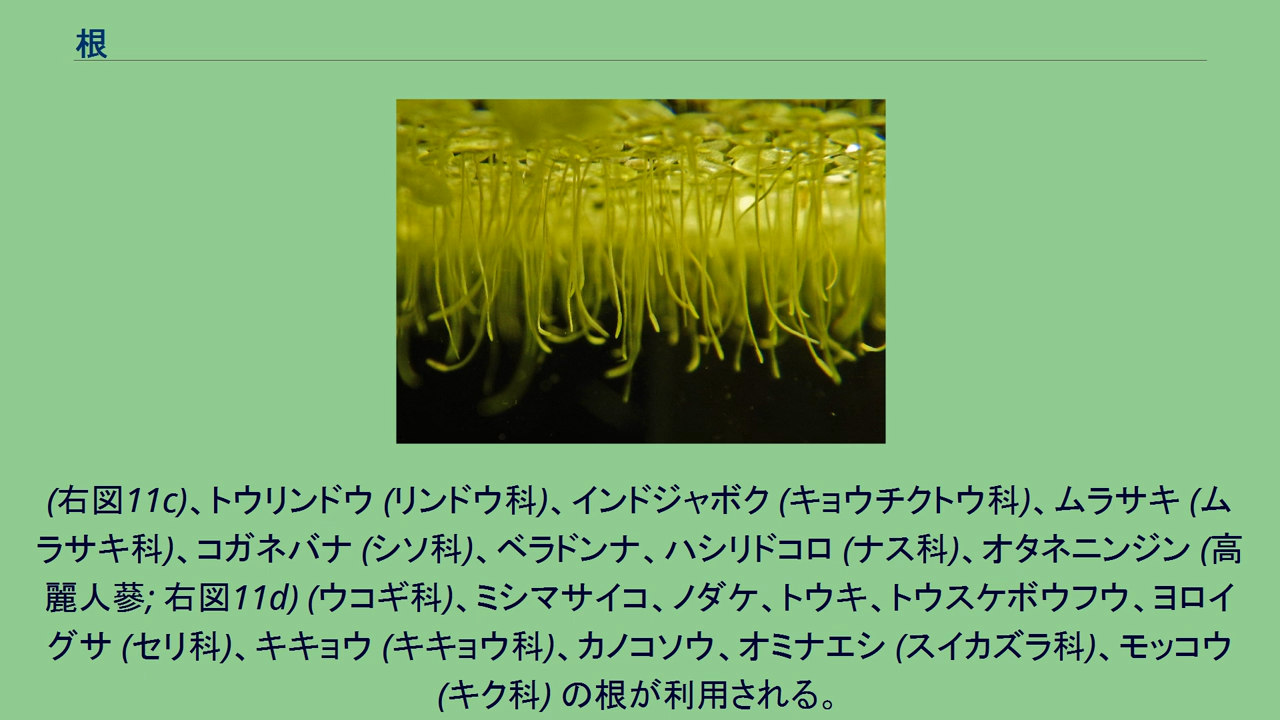 根
(右図11c)、トウリンドウ (リンドウ科)、インドジャボク (キョウチクトウ科)、ムラサキ (ム
ラサキ科)、コガネバナ (シソ科)、ベラドンナ、ハシリドコロ (ナス科)、オタネニンジン (高
麗人蔘; 右図11d) (ウコギ科)、ミシマサイコ、ノダケ、トウキ、トウスケボウフウ、ヨロイ
グサ (セリ科)、キキョウ (キキョウ科)、カノコソウ、オミナエシ (スイカズラ科)、モッコウ
(キク科) の根が利用される。